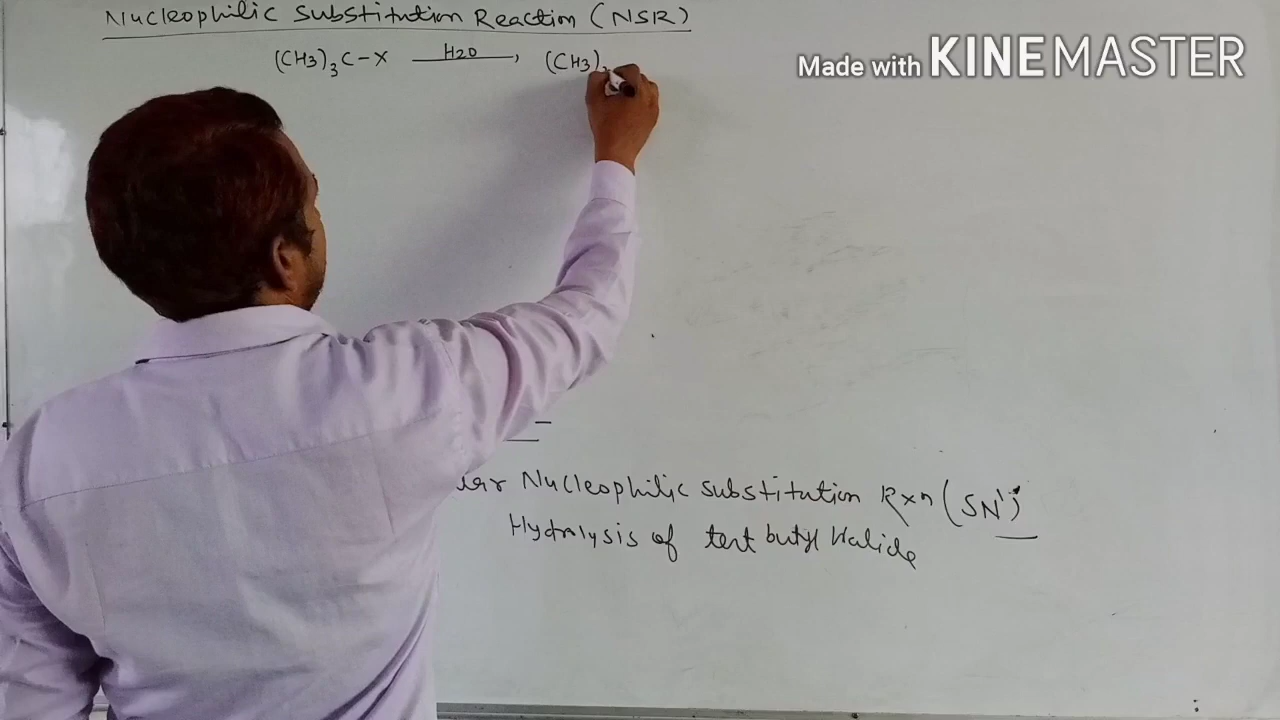 Nucleophilic Substitution Reaction (NSR)
(CH3)3C-X H2O (CH3)
Made with KINEMASTER
Nucleophilic substitution Rxn (SN1)
Hydrolysis of tert butyl Halide